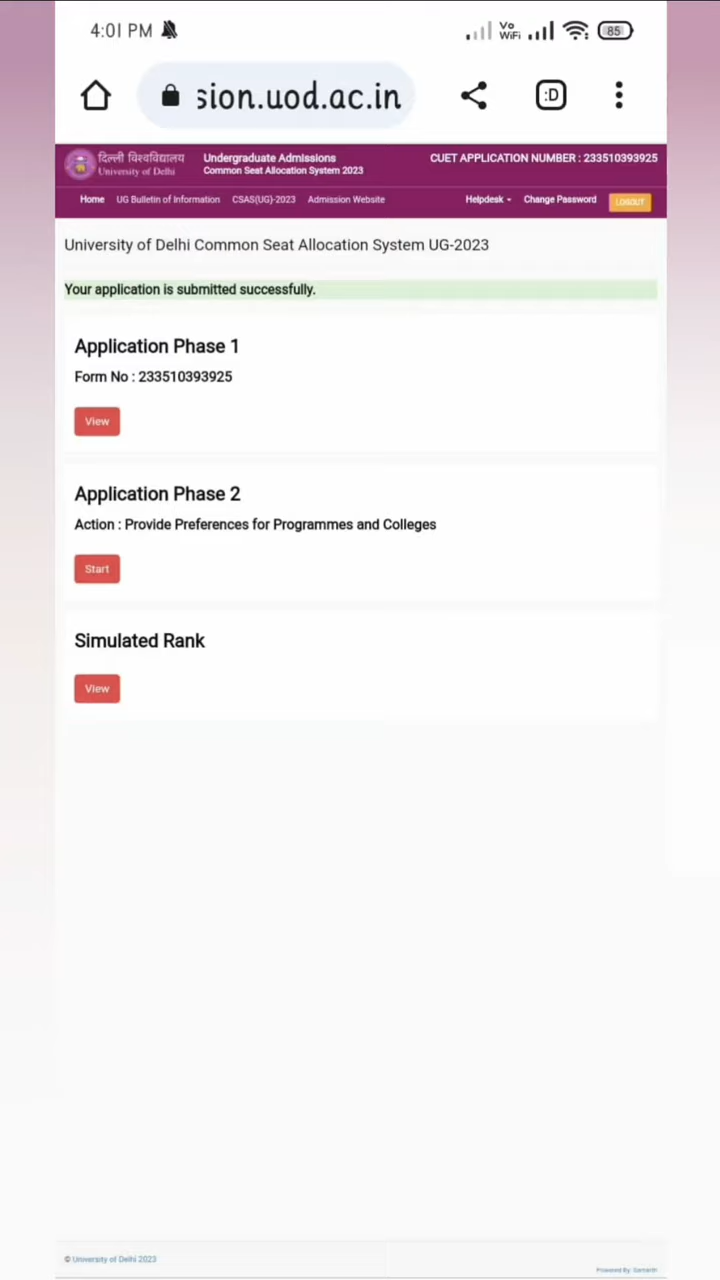 4:01 PM Vo WiFi 85
sion.uod.ac.in :D
दिल्ली विश्वविद्यालय
University of Delhi
Undergraduate Admissions
Common Seat Allocation System 2023
CUET APPLICATION NUMBER : 233510393925
Home UG Bulletin of Information CSAS(UG)-2023 Admission Website Helpdesk Change Password LOGOUT
University of Delhi Common Seat Allocation System UG-2023
Your application is submitted successfully.
Application Phase 1
Form No : 233510393925
View
Application Phase 2
Action : Provide Preferences for Programmes and Colleges
Start
Simulated Rank
View
© University of Delhi 2023
Powered By: Samarth